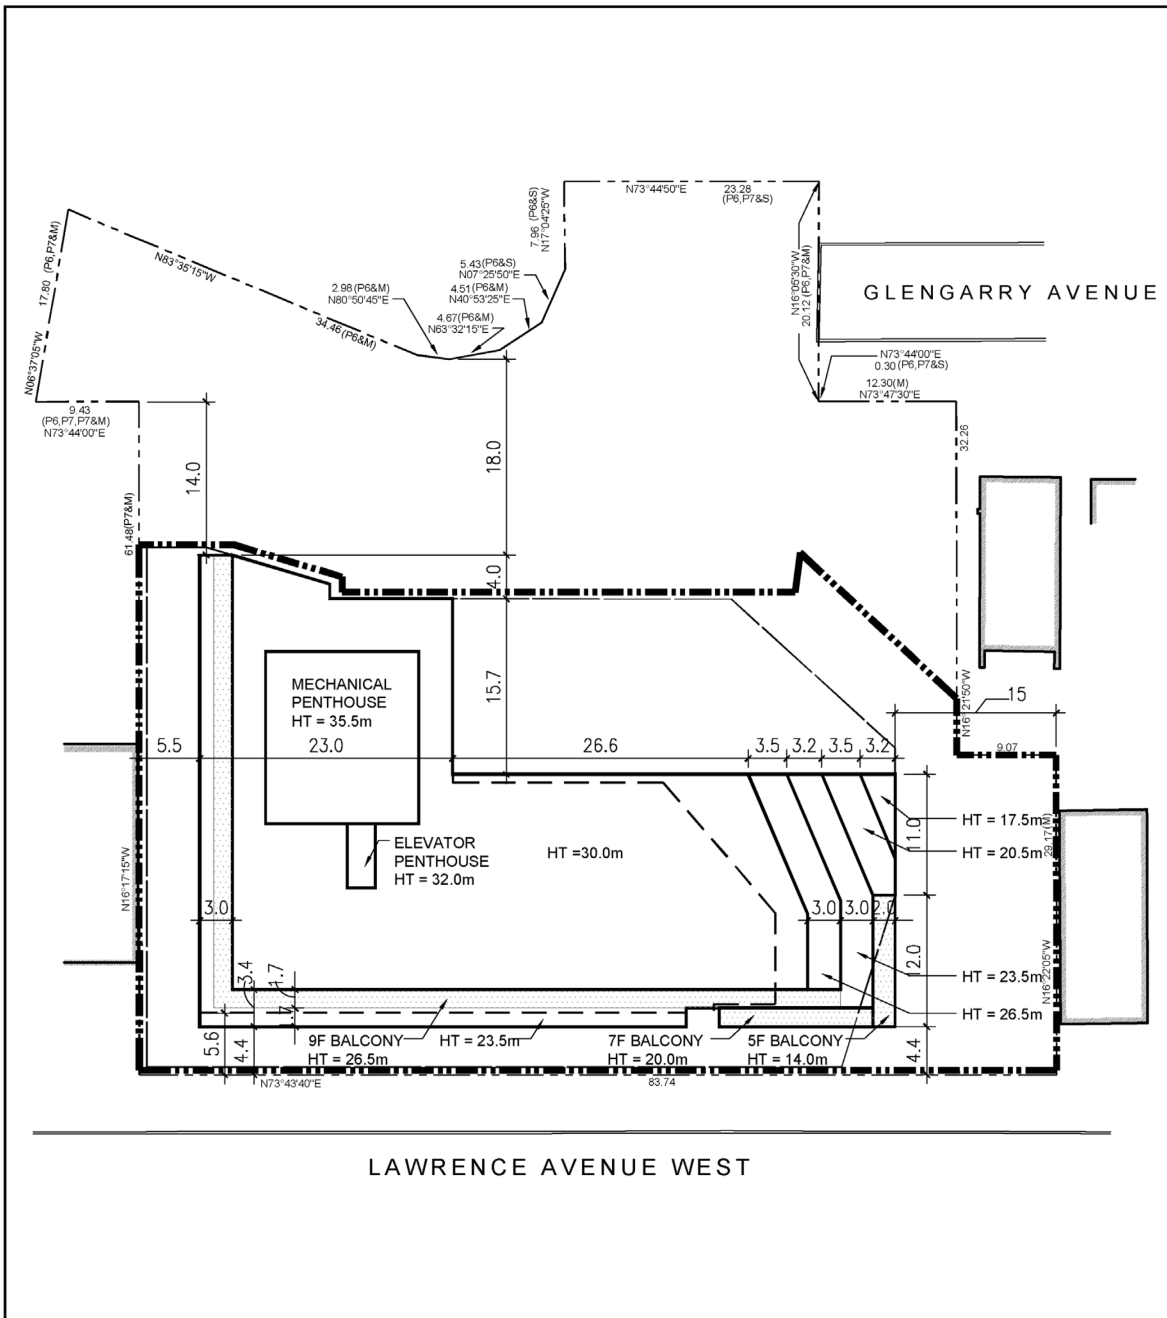 N73°44'50"E
23.28
(P6,P7&S)
7.96 (P6&S)
N17°04'25"W
17.80 (P6,P7&M)
N06°37'05"W
N83°35'15"W
34.46(P6&M)
5.43(P6&S)
N07°25'50"E
2.98(P6&M)
N80°50'45"E
4.51(P6&M)
N40°53'25"E
4.67(P6&M)
N63°32'15"E
N16°05'30"W
20.12 (P6,P7&M)
GLENGARRY AVENUE
N73°44'00"E
0.30(P6,P7&S)
12.30(M)
N73°47'30"E
9.43
(P6,P7,P7&M)
N73°44'00"E
32.26
14.0
18.0
61.48(P7&M)
4.0
15.7
MECHANICAL
PENTHOUSE
HT = 35.5m
N16°21'50"W
15
5.5
23.0
26.6
3.5
3.2
3.5
3.2
9.07
11.0
HT = 17.5m
29.17(M)
HT = 20.5m
ELEVATOR
PENTHOUSE
HT = 32.0m
HT =30.0m
N16°17'15"W
3.0
3.0
3.0
2.0
12.0
3.4
1.7
HT = 23.5m
N16°22'05"W
HT = 26.5m
1.7
5.6
4.4
9F BALCONY
HT = 26.5m
HT = 23.5m
7F BALCONY
HT = 20.0m
5F BALCONY
HT = 14.0m
4.4
N73°43'40"E
83.74
LAWRENCE AVENUE WEST